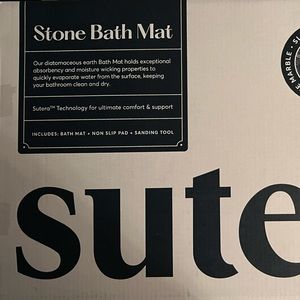 Stone Bath Mat
Our diatomaceous earth Bath Mat holds exceptional
absorbency and moisture wicking properties to
quickly evaporate water from the surface, keeping
your bathroom clean and dry.
Sutera™ Technology for ultimate comfort & support
INCLUDES: BATH MAT • NON SLIP PAD • SANDING TOOL
MARBLE • SL
sute